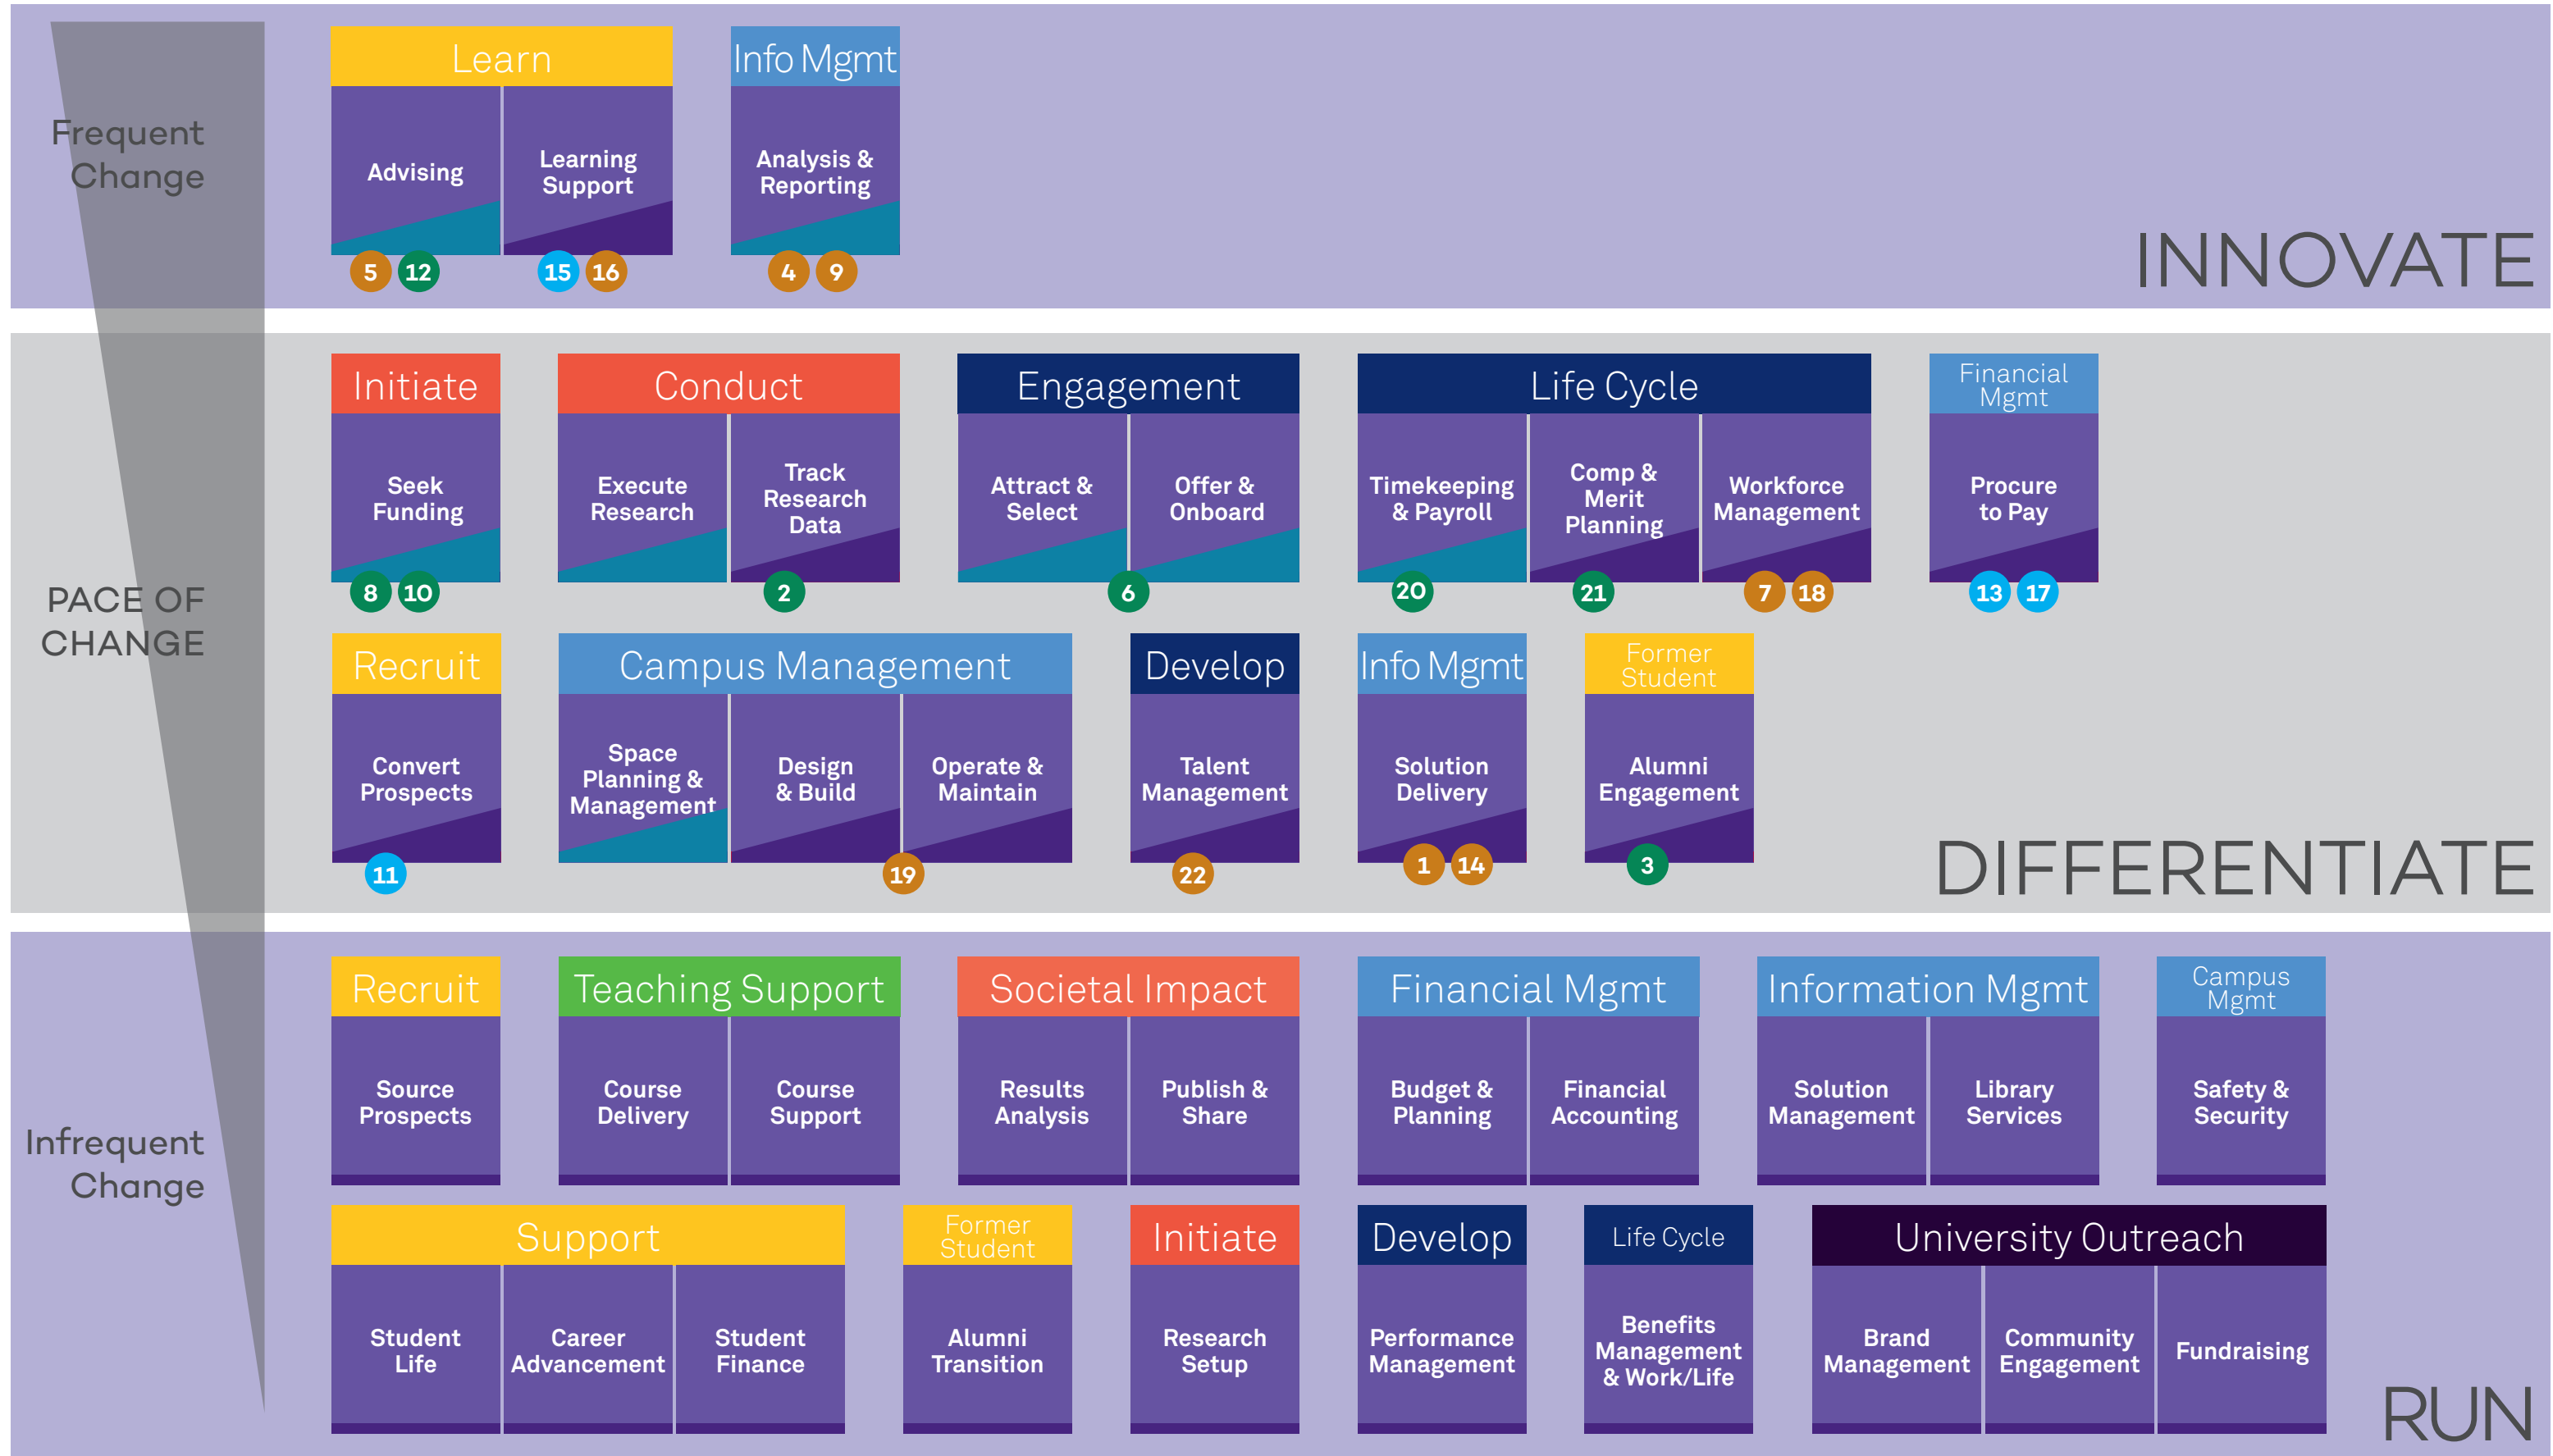 Frequent
Change
Learn
Advising
Learning
Support
5 12
15 16
Info Mgmt
Analysis &
Reporting
4 9
INNOVATE
PACE OF
CHANGE
Initiate
Seek
Funding
8 10
Conduct
Execute
Research
Track
Research
Data
2
Engagement
Attract &
Select
Offer &
Onboard
6
Life Cycle
Timekeeping
& Payroll
20
Comp &
Merit
Planning
21
Workforce
Management
7 18
Financial
Mgmt
Procure
to Pay
13 17
Recruit
Convert
Prospects
11
Campus Management
Space
Planning &
Management
Design
& Build
Operate &
Maintain
19
Develop
Talent
Management
22
Info Mgmt
Solution
Delivery
1 14
Former
Student
Alumni
Engagement
3
DIFFERENTIATE
Infrequent
Change
Recruit
Source
Prospects
Teaching Support
Course
Delivery
Course
Support
Societal Impact
Results
Analysis
Publish &
Share
Financial Mgmt
Budget &
Planning
Financial
Accounting
Information Mgmt
Solution
Management
Library
Services
Campus
Mgmt
Safety &
Security
Support
Student
Life
Career
Advancement
Student
Finance
Former
Student
Alumni
Transition
Initiate
Research
Setup
Develop
Performance
Management
Life Cycle
Benefits
Management
& Work/Life
University Outreach
Brand
Management
Community
Engagement
Fundraising
RUN